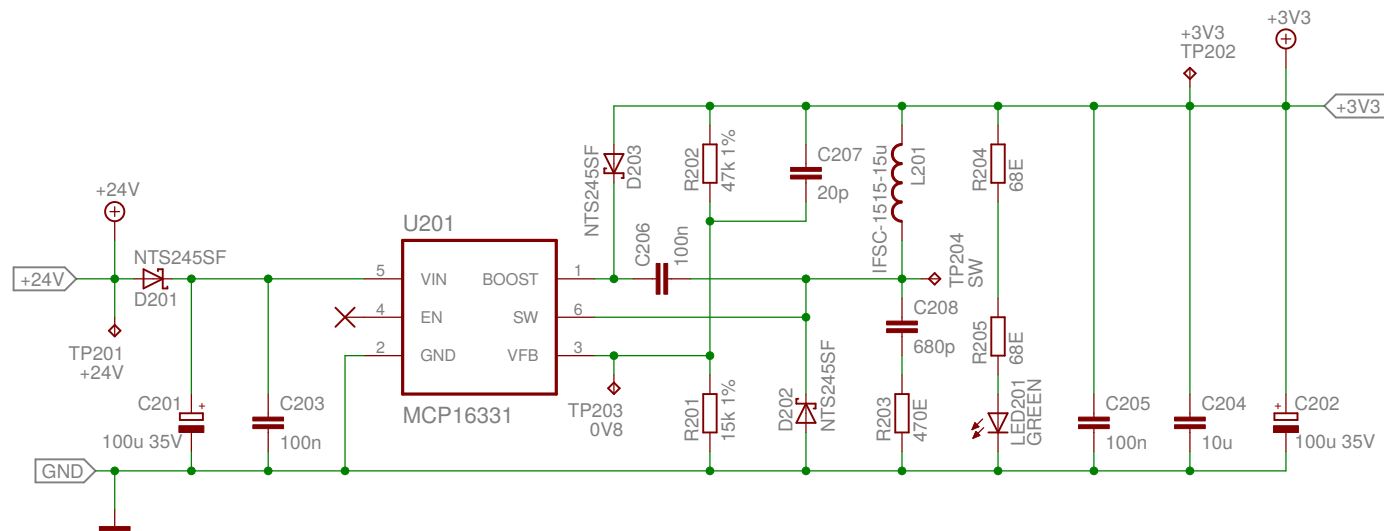 +3V3
+3V3
TP202
+3V3
+24V
+24V
NTS245SF
D201
TP201
+24V
C201
+
100u 35V
C203
100n
GND
U201
5
VIN
4
EN
2
GND
BOOST
1
SW
6
VFB
3
MCP16331
NTS245SF
D203
C206
100n
R202
47k 1%
C207
20p
IFSC-1515-15u
L201
TP204
SW
R204
68E
C208
680p
R205
68E
TP203
0V8
R201
15k 1%
D202
NTS245SF
R203
470E
LED201
GREEN
C205
100n
C204
10u
+
C202
100u 35V